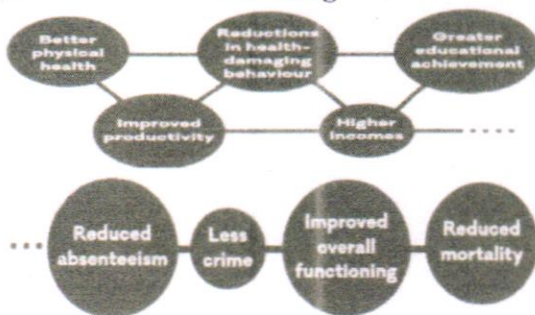 Better
physical
health
Reductions
in health-
damaging
behaviour
Greater
educational
achievement
Improved
productivity
Higher
incomes
Reduced
absenteeism
Less
crime
Improved
overall
functioning
Reduced
mortality